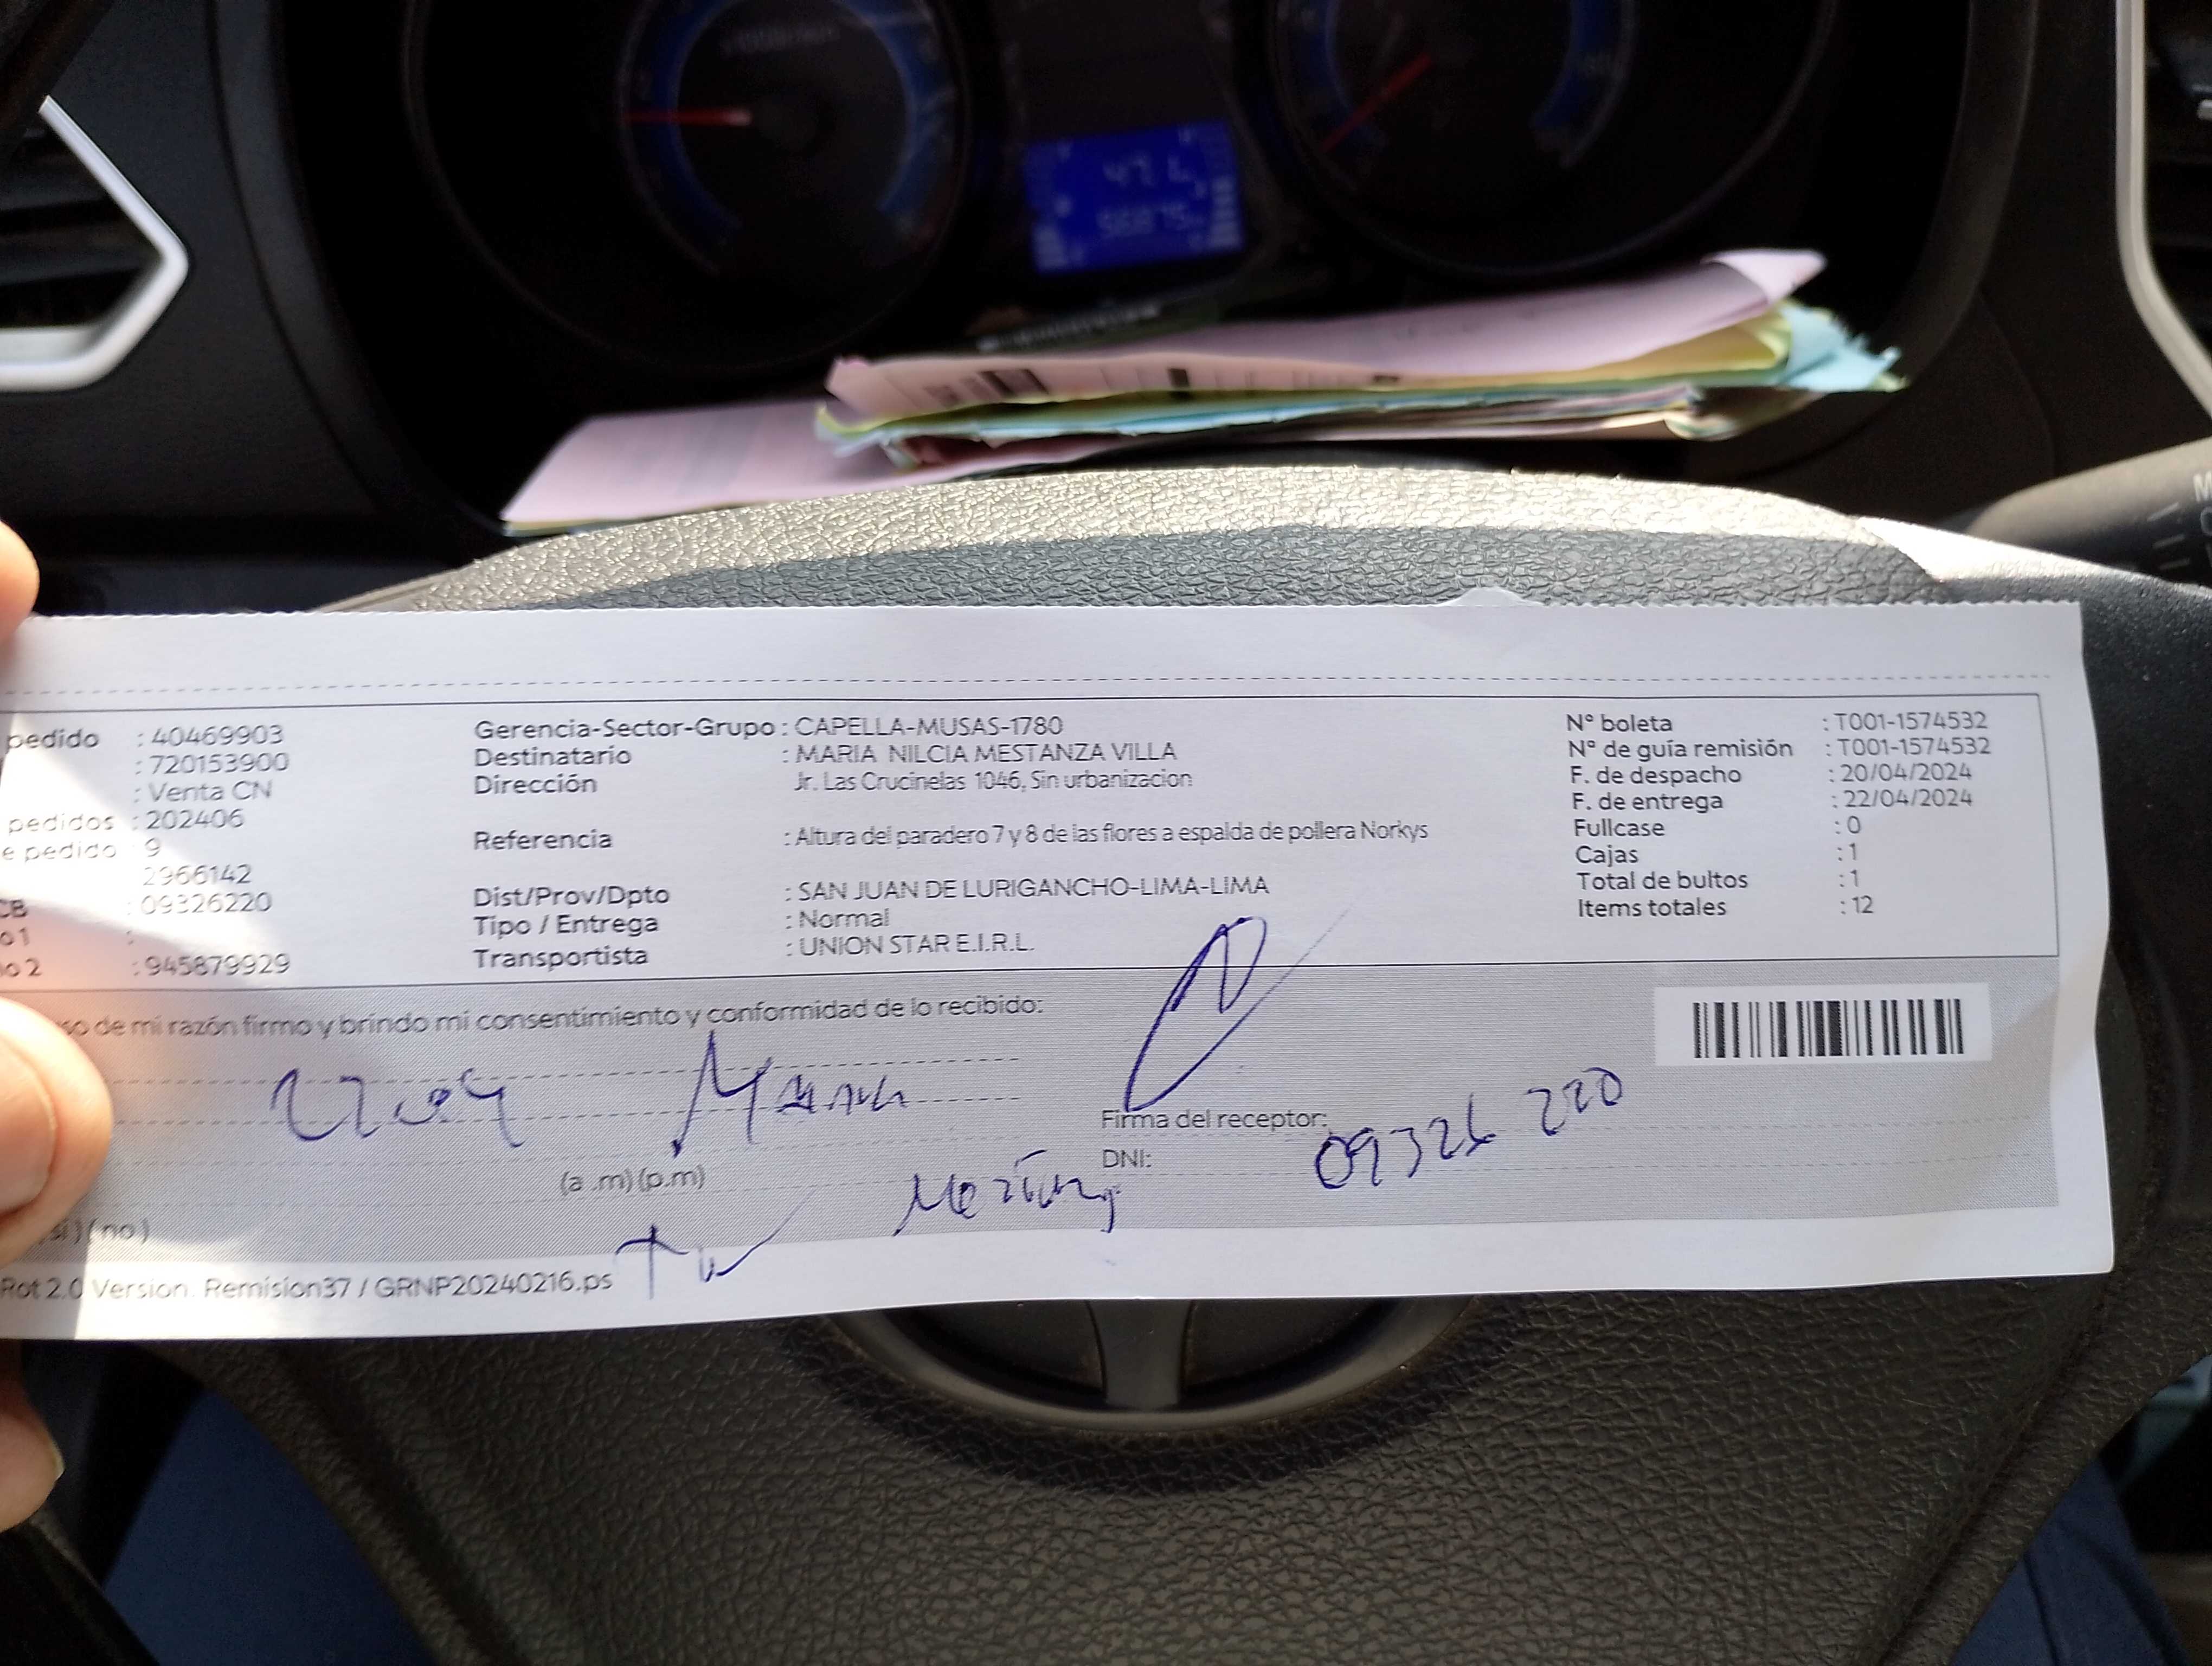 pedido : 40469903
: 720153900
: Venta CN
pedidos : 202406
e pedido : 9
2966142
CB : 09326220
o 1 :
o 2 : 945879929
Gerencia-Sector-Grupo : CAPELLA-MUSAS-1780
Destinatario : MARIA NILCIA MESTANZA VILLA
Dirección Jr. Las Crucinelas 1046, Sin urbanizacion
Referencia : Altura del paradero 7 y 8 de las flores a espalda de pollera Norkys
Dist/Prov/Dpto : SAN JUAN DE LURIGANCHO-LIMA-LIMA
Tipo / Entrega : Normal
Transportista : UNION STAR E.I.R.L.
N° boleta : T001-1574532
N° de guía remisión : T001-1574532
F. de despacho : 20/04/2024
F. de entrega : 22/04/2024
Fullcase : 0
Cajas : 1
Total de bultos : 1
Items totales : 12
so de mi razón firmo y brindo mi consentimiento y conformidad de lo recibido:
Firma del receptor:
DNI: 09326220
(a .m) (p.m)
si) (no)
Rot 2.0 Version. Remision37 / GRNP20240216.ps